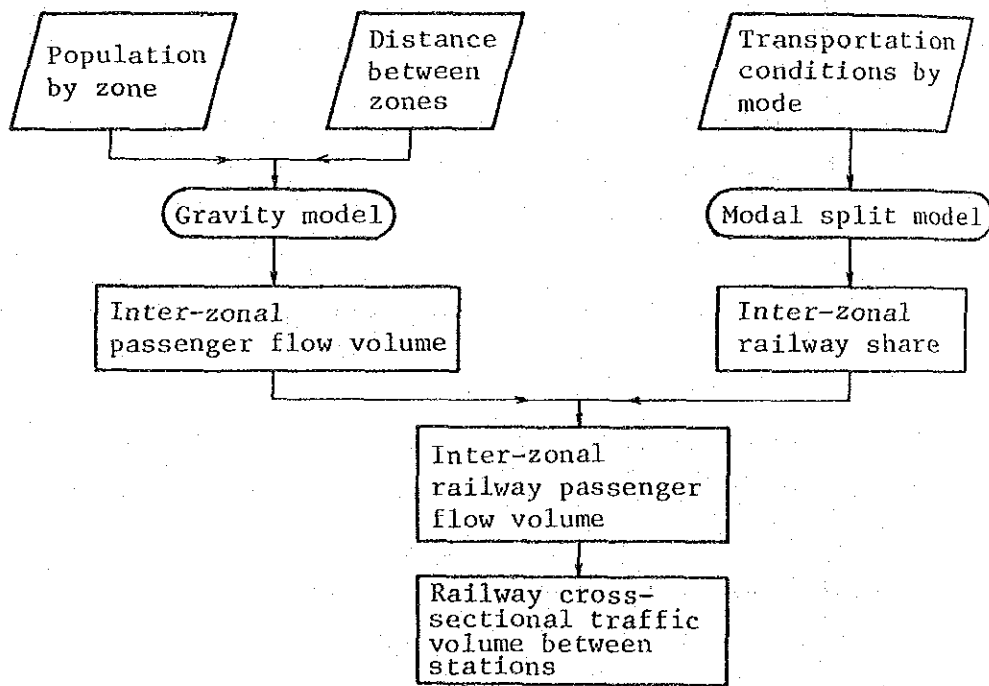 Population
by zone
Distance
between
zones
Transportation
conditions by
mode
Gravity model
Modal split model
Inter-zonal
passenger flow volume
Inter-zonal
railway share
Inter-zonal
railway passenger
flow volume
Railway cross-
sectional traffic
volume between
stations